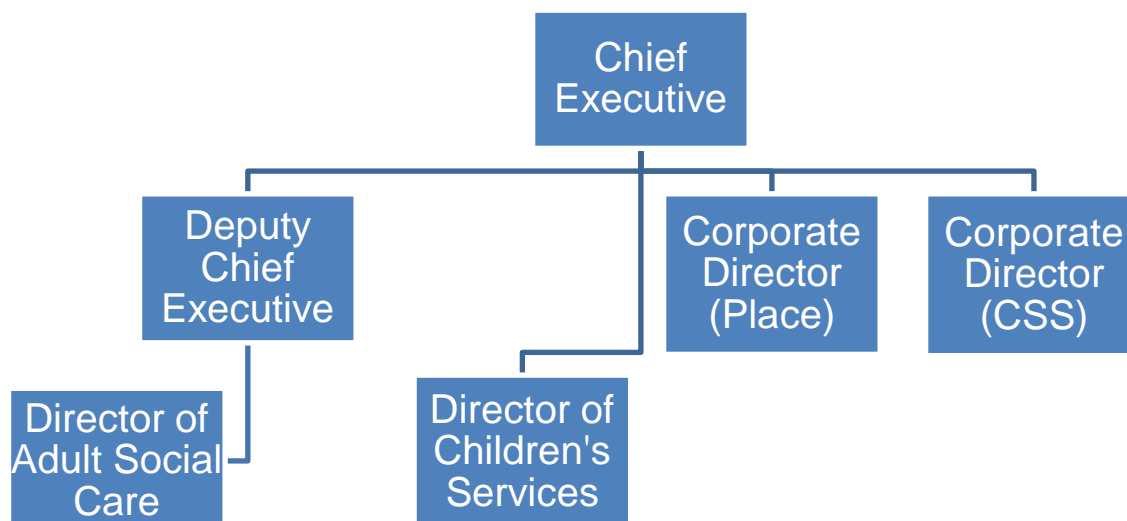 Chief
Executive
Deputy
Chief
Executive
Corporate
Director
(Place)
Corporate
Director
(CSS)
Director of
Adult Social
Care
Director of
Children's
Services